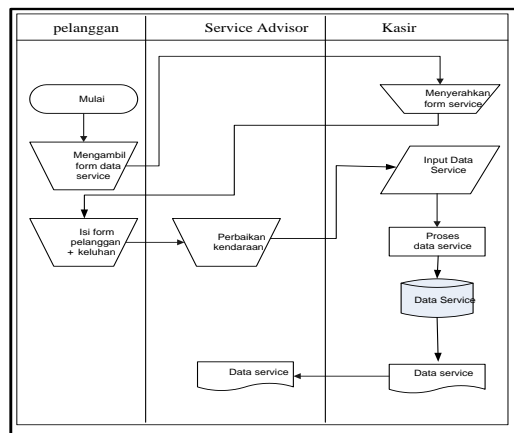 pelanggan
Service Advisor
Kasir
Mulai
Menyerahkan
form service
Mengambil
form data
service
Input Data
Service
Isi form
pelanggan
+ keluhan
Perbaikan
kendaraan
Proses
data service
Data Service
Data service
Data service